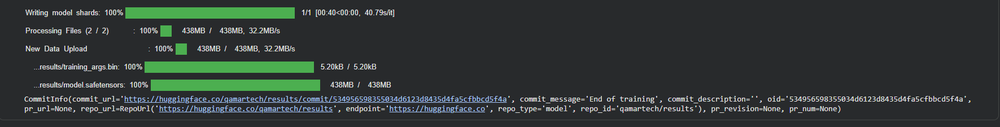 Writing model shards: 100% 1/1 [00:40<00:00, 40.79s/it]
Processing Files (2 / 2) : 100% 438MB / 438MB, 32.2MB/s
New Data Upload : 100% 438MB / 438MB, 32.2MB/s
...results/training_args.bin: 100% 5.20kB / 5.20kB
...results/model.safetensors: 100% 438MB / 438MB
CommitInfo(commit_url='https://huggingface.co/qamartech/results/commit/534956598355034d6123d8435d4fa5cfbbcd5f4a', commit_message='End of training', commit_description='', oid='534956598355034d6123d8435d4fa5cfbbcd5f4a',
pr_url=None, repo_url=RepoUrl('https://huggingface.co/qamartech/results', endpoint='https://huggingface.co', repo_type='model', repo_id='qamartech/results'), pr_revision=None, pr_num=None)